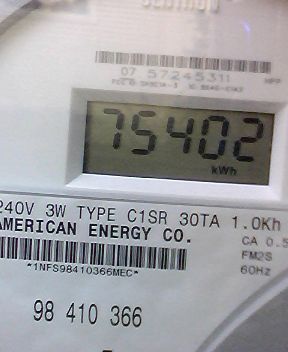 07 57245311
75402
kWh
240V 3W TYPE C1SR 30TA 1.0Kh
AMERICAN ENERGY CO.
CA 0.5
FM2S
60Hz
*1NFS98410366MEC*
98 410 366